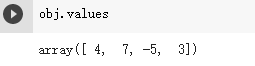 obj.values
array([ 4,  7, -5,  3])